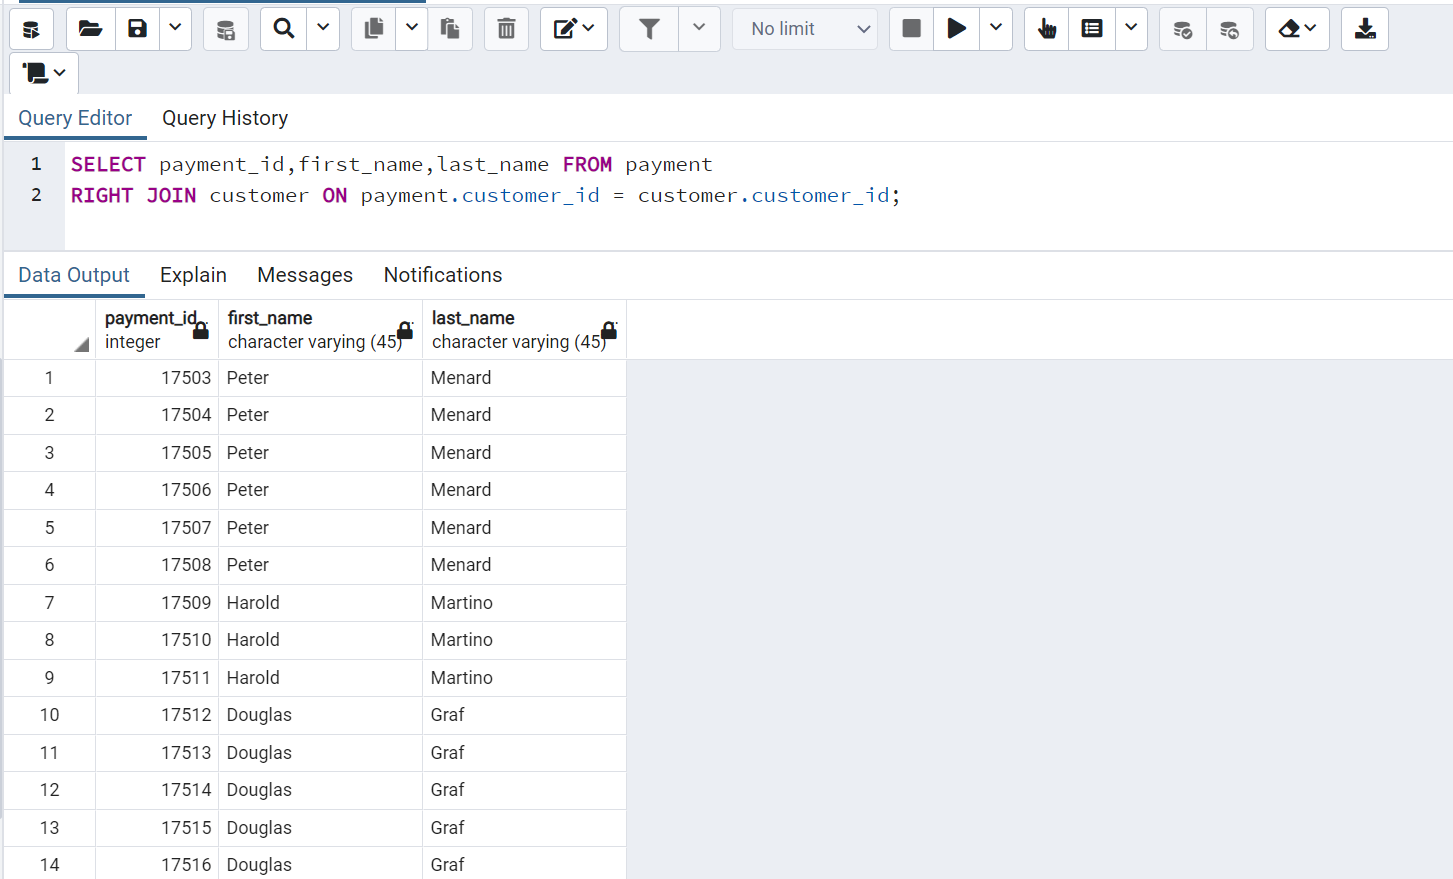 No limit
Query Editor Query History
1 SELECT payment_id,first_name,last_name FROM payment
2 RIGHT JOIN customer ON payment.customer_id = customer.customer_id;
Data Output Explain Messages Notifications
payment_id first_name last_name
integer character varying (45) character varying (45)
1 17503 Peter Menard
2 17504 Peter Menard
3 17505 Peter Menard
4 17506 Peter Menard
5 17507 Peter Menard
6 17508 Peter Menard
7 17509 Harold Martino
8 17510 Harold Martino
9 17511 Harold Martino
10 17512 Douglas Graf
11 17513 Douglas Graf
12 17514 Douglas Graf
13 17515 Douglas Graf
14 17516 Douglas Graf